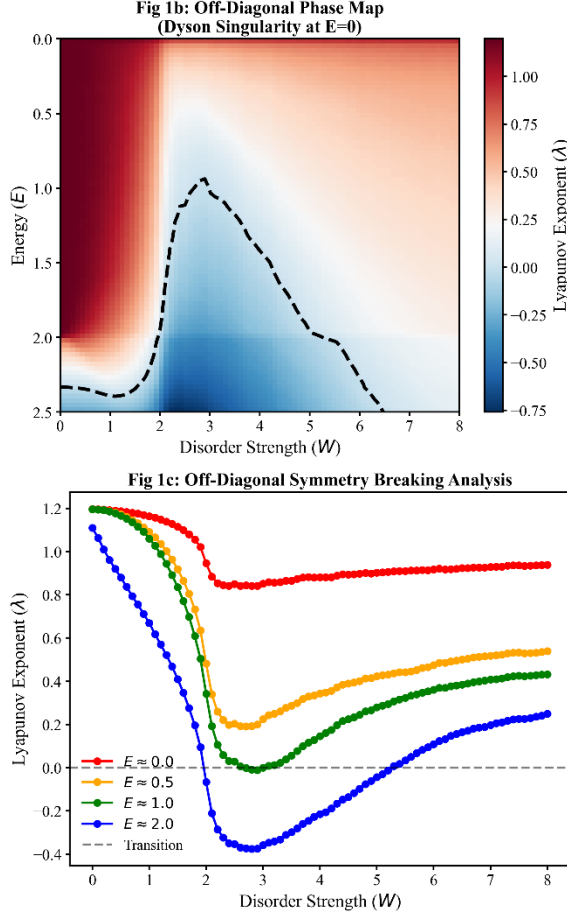 Fig 1b: Off-Diagonal Phase Map
(Dyson Singularity at E=0)
0.0
0.5
1.0
1.5
2.0
2.5
Energy (E)
0 1 2 3 4 5 6 7 8
Disorder Strength (W)
1.00
0.75
0.50
0.25
0.00
−0.25
−0.50
−0.75
Lyapunov Exponent (λ)
Fig 1c: Off-Diagonal Symmetry Breaking Analysis
1.2
1.0
0.8
0.6
0.4
0.2
0.0
−0.2
−0.4
Lyapunov Exponent (λ)
E ≈ 0.0
E ≈ 0.5
E ≈ 1.0
E ≈ 2.0
Transition
0 1 2 3 4 5 6 7 8
Disorder Strength (W)